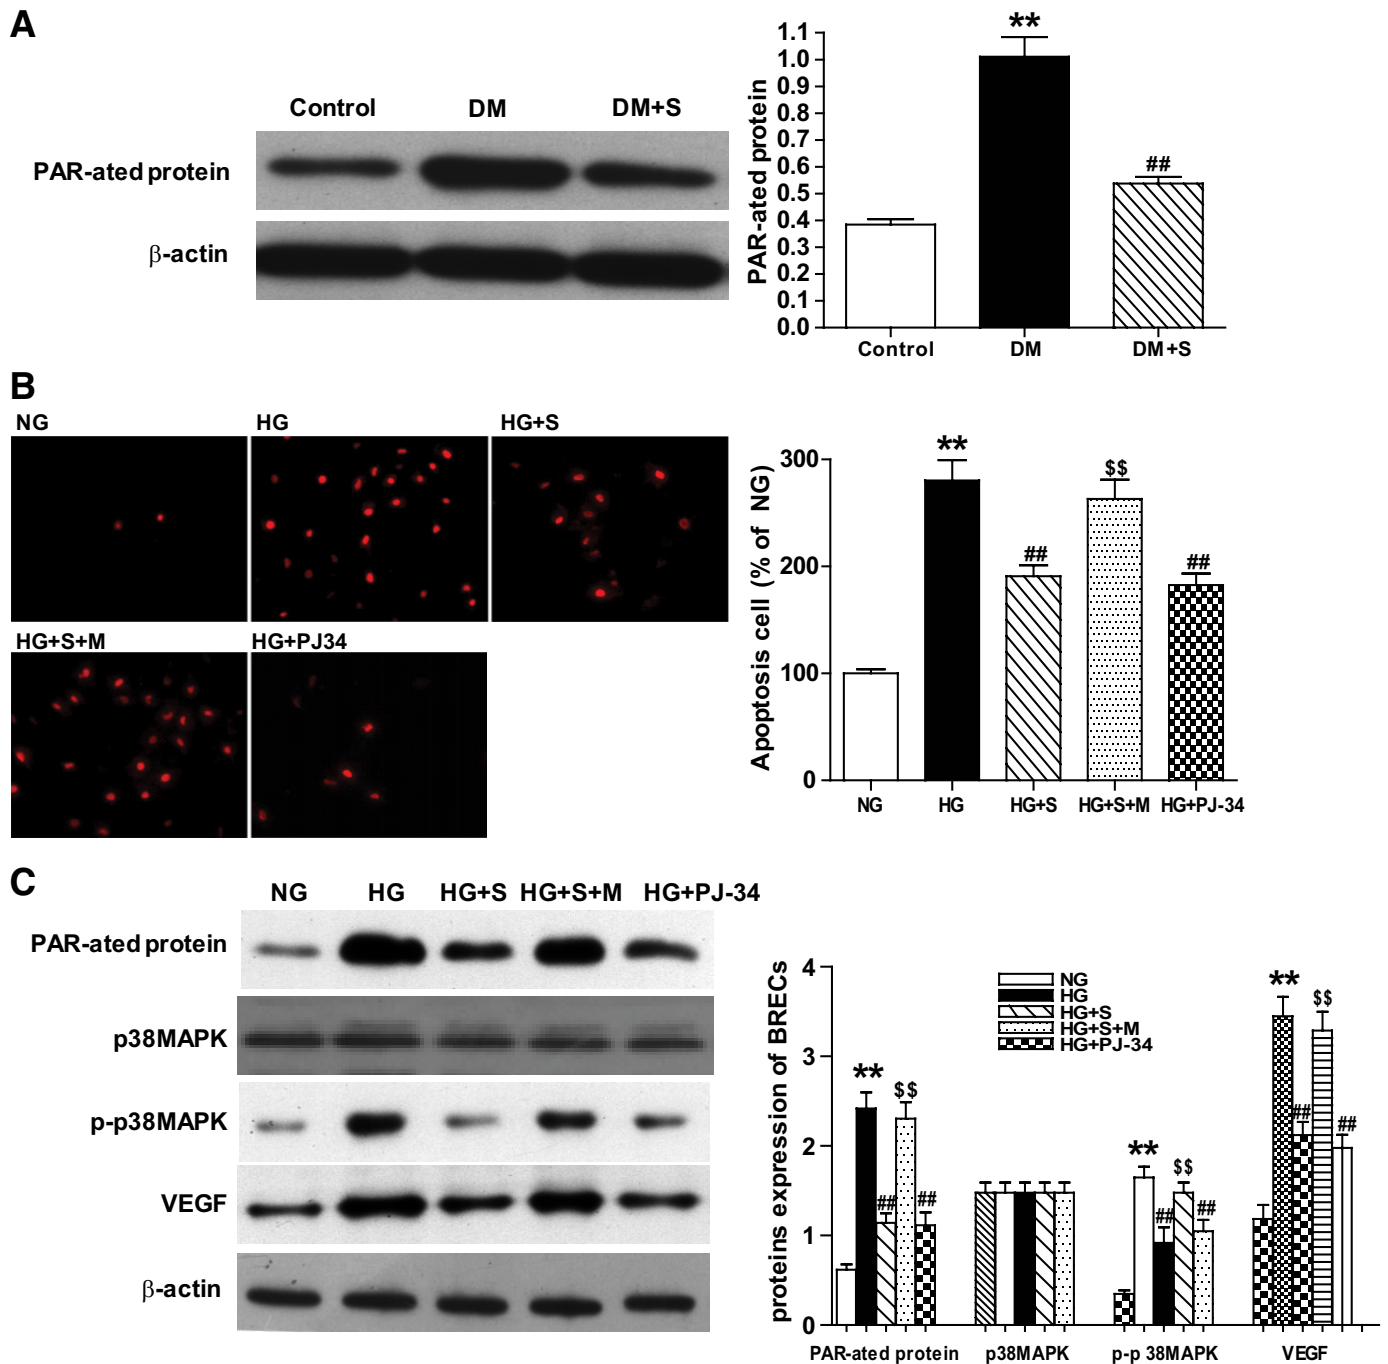 A
Control DM DM+S
PAR-ated protein
β-actin
**
##
PAR-ated protein
1.1
1.0
0.9
0.8
0.7
0.6
0.5
0.4
0.3
0.2
0.1
0.0
Control DM DM+S
B
NG HG HG+S
HG+S+M HG+PJ34
Apoptosis cell (% of NG)
300
200
100
0
**
##
$$
##
NG HG HG+S HG+S+M HG+PJ-34
C
NG HG HG+S HG+S+M HG+PJ-34
PAR-ated protein
p38MAPK
p-p38MAPK
VEGF
β-actin
proteins expression of BRECs
4
3
2
1
0
NG
HG
HG+S
HG+S+M
HG+PJ-34
** ## $$ ##
** ## $$ ##
** ## $$ ##
PAR-ated protein p38MAPK p-p 38MAPK VEGF